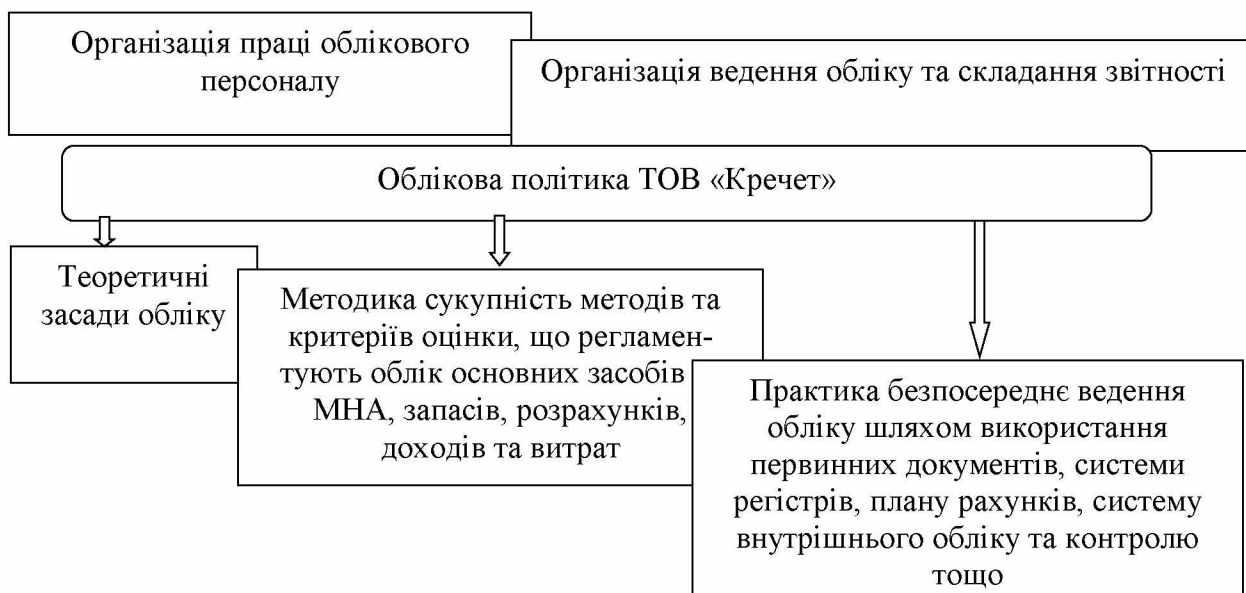 Організація праці облікового
персоналу
Організація ведення обліку та складання звітності
Облікова політика ТОВ «Кречет»
Теоретичні
засади обліку
Методика сукупність методів та
критеріїв оцінки, що регламен-
тують облік основних засобів
МНА, запасів, розрахунків,
доходів та витрат
Практика безпосереднє ведення
обліку шляхом використання
первинних документів, системи
регістрів, плану рахунків, систему
внутрішнього обліку та контролю
тощо